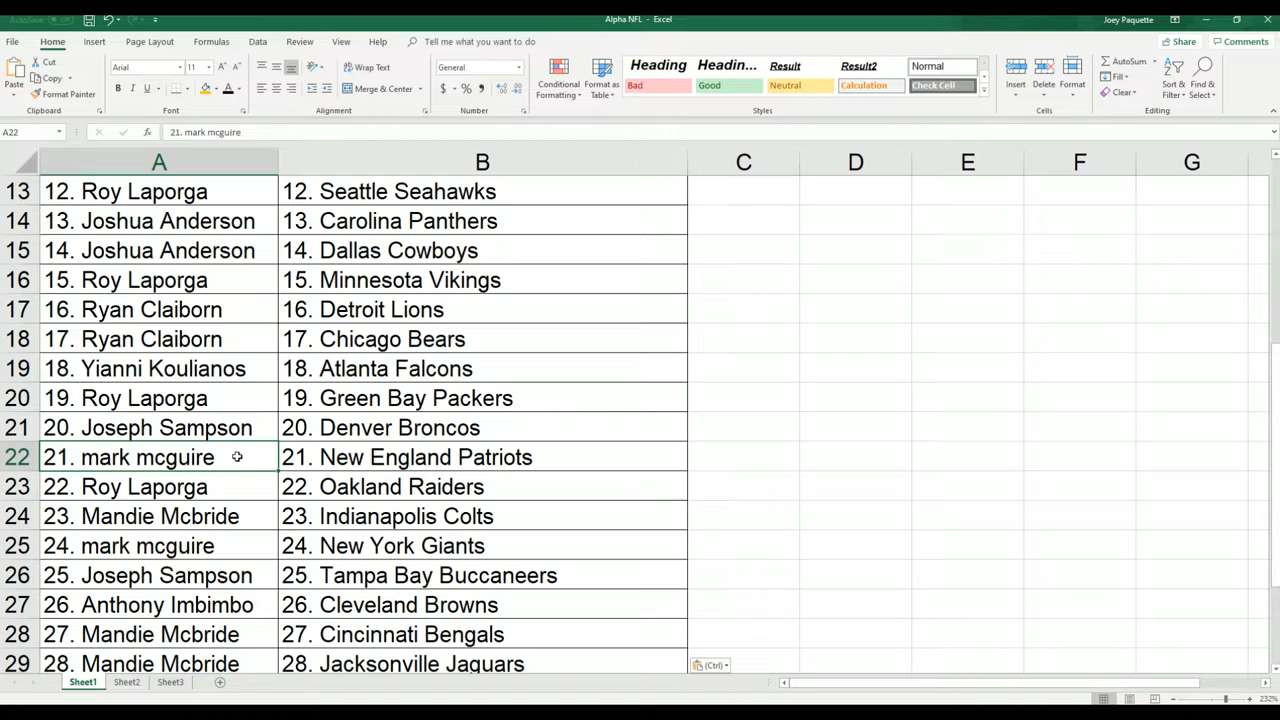 AutoSave
Alpha NFL - Excel
Joey Paquette
File Home Insert Page Layout Formulas Data Review View Help Tell me what you want to do Share Comments
Paste Cut Copy Format Painter Clipboard
Arial 11 B I U A Font
Wrap Text Merge & Center Alignment
General $ % , Number
Conditional Formatting Format as Table
Heading Headin... Result Result2 Normal
Bad Good Neutral Calculation Check Cell
Styles
Insert Delete Format Cells
AutoSum Fill Clear Sort & Filter Find & Select Editing
A22 fx 21. mark mcguire
A B C D E F G
13 12. Roy Laporga 12. Seattle Seahawks
14 13. Joshua Anderson 13. Carolina Panthers
15 14. Joshua Anderson 14. Dallas Cowboys
16 15. Roy Laporga 15. Minnesota Vikings
17 16. Ryan Claiborn 16. Detroit Lions
18 17. Ryan Claiborn 17. Chicago Bears
19 18. Yianni Koulianos 18. Atlanta Falcons
20 19. Roy Laporga 19. Green Bay Packers
21 20. Joseph Sampson 20. Denver Broncos
22 21. mark mcguire 21. New England Patriots
23 22. Roy Laporga 22. Oakland Raiders
24 23. Mandie Mcbride 23. Indianapolis Colts
25 24. mark mcguire 24. New York Giants
26 25. Joseph Sampson 25. Tampa Bay Buccaneers
27 26. Anthony Imbimbo 26. Cleveland Browns
28 27. Mandie Mcbride 27. Cincinnati Bengals
29 28. Mandie Mcbride 28. Jacksonville Jaguars
(Ctrl)
Sheet1 Sheet2 Sheet3
232%